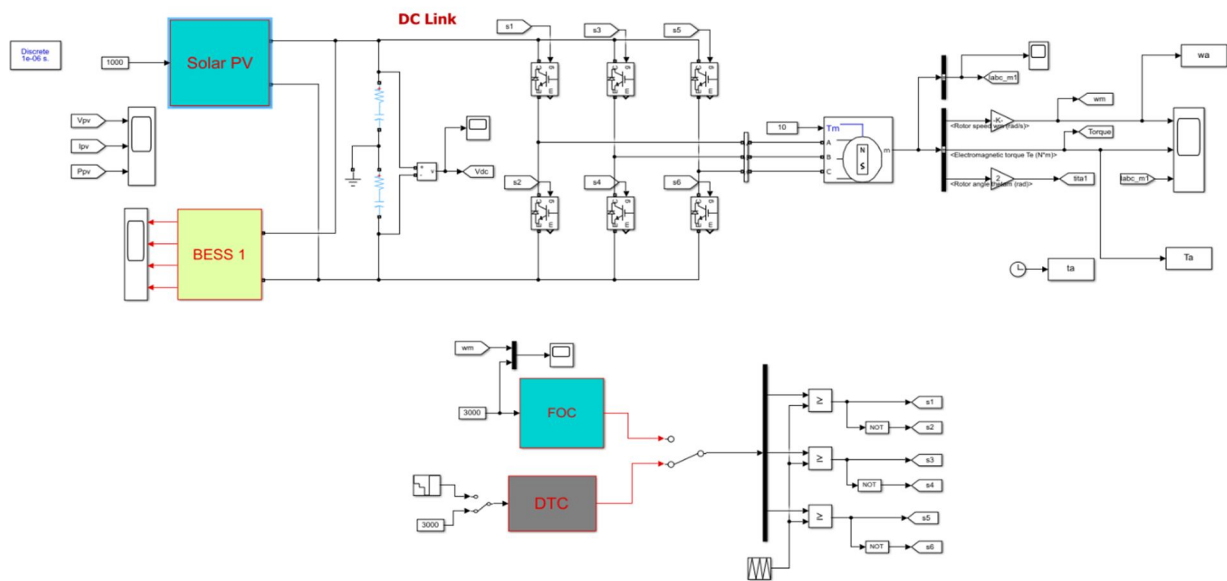 DC Link
Discrete
1e-06 s.
1000
Solar PV
Vpv
Ipv
Ppv
BESS 1
+
-
v
Vdc
s1
s3
s5
s2
s4
s6
10
Tm
A
B
C
N
S
m
Iabc_m1
-K-
<Rotor speed wm (rad/s)>
wm
wa
Torque
<Electromagnetic torque Te (N*m)>
2
<Rotor angle thetam (rad)>
tita1
Iabc_m1
Ta
ta
wm
3000
FOC
DTC
3000
≥
s1
NOT
s2
≥
s3
NOT
s4
≥
s5
NOT
s6